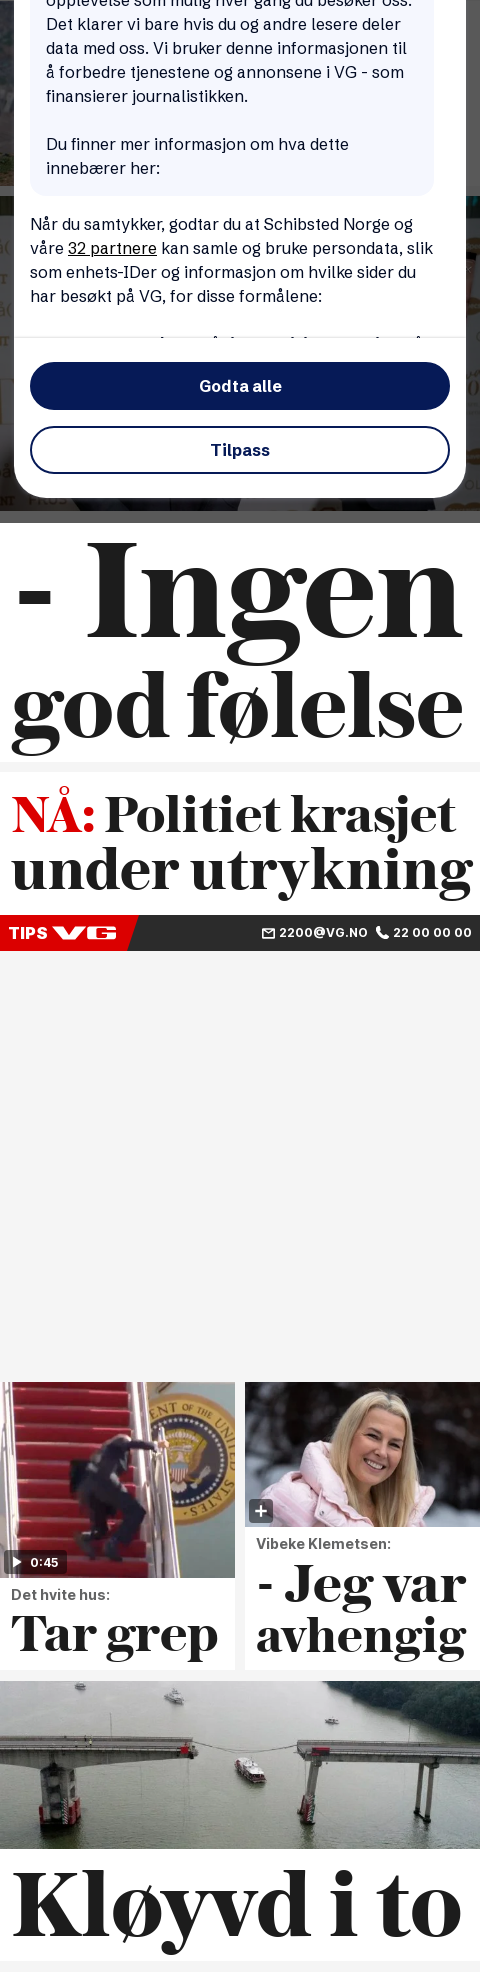 opplevelse som mulig hver gang du besøker oss.
Det klarer vi bare hvis du og andre lesere deler
data med oss. Vi bruker denne informasjonen til
å forbedre tjenestene og annonsene i VG - som
finansierer journalistikken.
Du finner mer informasjon om hva dette
innebærer her:
Når du samtykker, godtar du at Schibsted Norge og
våre 32 partnere kan samle og bruke persondata, slik
som enhets-IDer og informasjon om hvilke sider du
har besøkt på VG, for disse formålene:
Godta alle
Tilpass
- Ingen
god følelse
NÅ: Politiet krasjet
under utrykning
TIPS VG 2200@VG.NO 22 00 00 00
0:45
Det hvite hus:
Tar grep
Vibeke Klemetsen:
- Jeg var
avhengig
Kløyvd i to